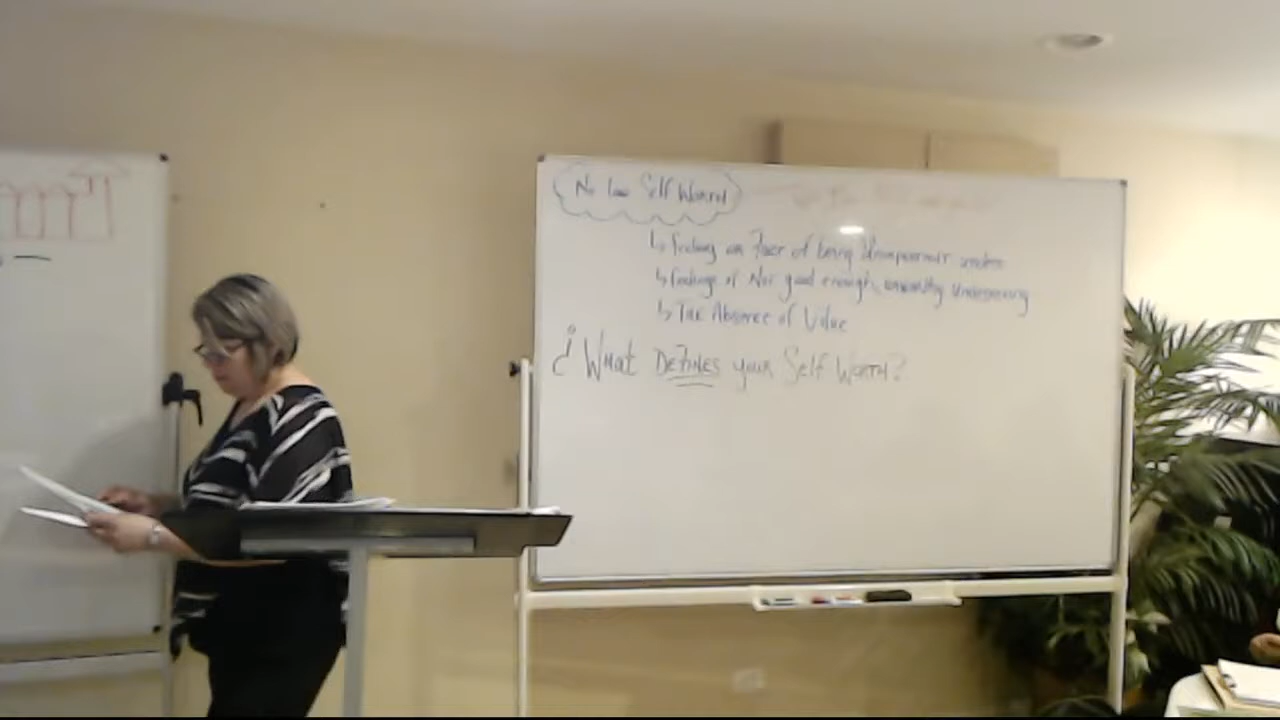 No Low Self Worth
↳ Feeling an Fear of being
↳ Feelings of Not good enough, unworthy Undeserving
↳ The Absence of Value
¿ What DEFINES your Self WORTH?